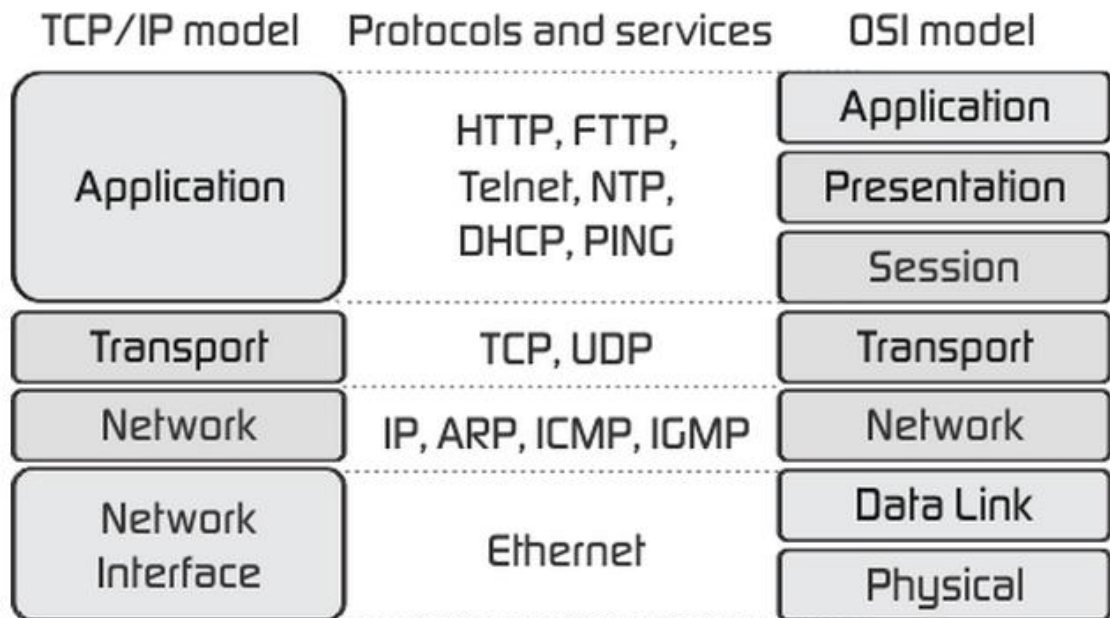 TCP/IP model
Protocols and services
OSI model
Application
HTTP, FTTP,
Telnet, NTP,
DHCP, PING
Application
Presentation
Session
Transport
TCP, UDP
Transport
Network
IP, ARP, ICMP, IGMP
Network
Network
Interface
Ethernet
Data Link
Physical